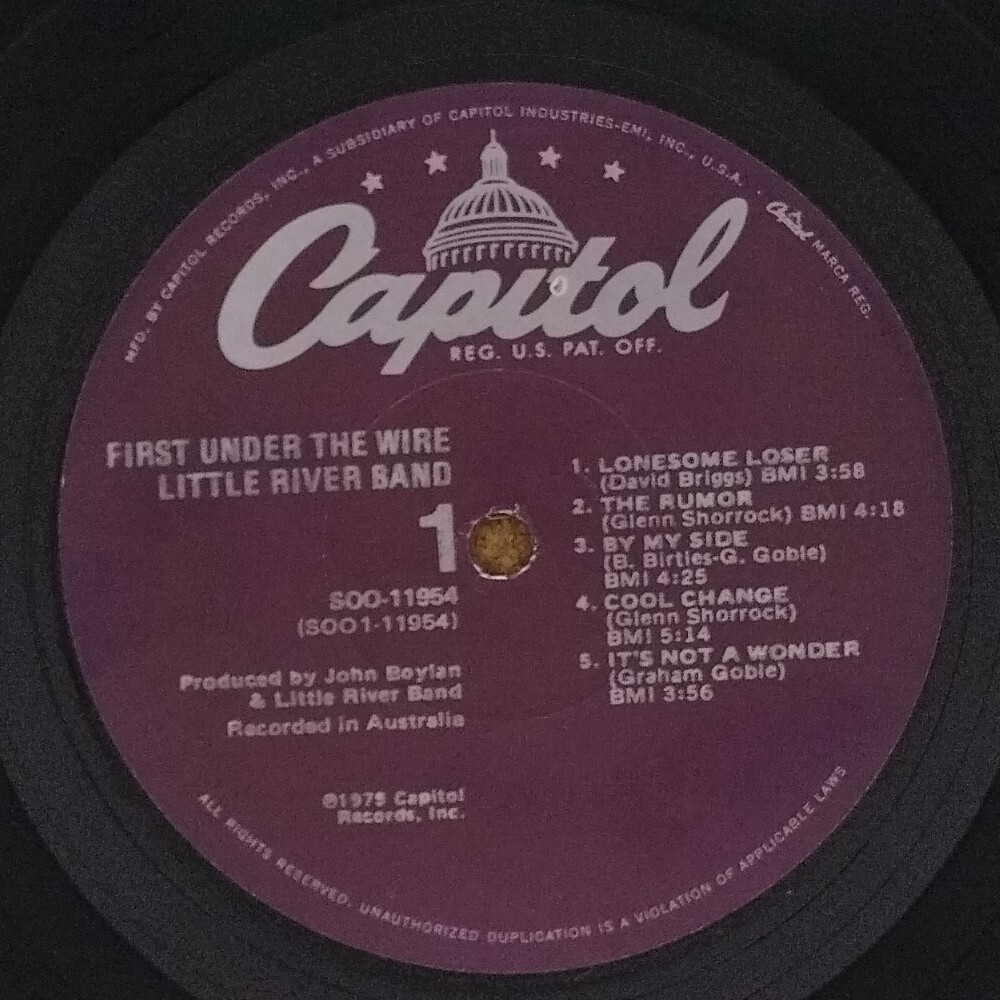 MFD. BY CAPITOL RECORDS, INC., A SUBSIDIARY OF CAPITOL INDUSTRIES-EMI, INC., U.S.A. · Capitol MARCA REG.
Capitol
REG. U.S. PAT. OFF.
FIRST UNDER THE WIRE
LITTLE RIVER BAND
1
SOO-11954
(SOO1-11954)
Produced by John Boylan
& Little River Band
Recorded in Australia
℗1979 Capitol
Records, Inc.
1. LONESOME LOSER
(David Briggs) BMI 3:58
2. THE RUMOR
(Glenn Shorrock) BMI 4:18
3. BY MY SIDE
(B. Birtles-G. Goble)
BMI 4:25
4. COOL CHANGE
(Glenn Shorrock)
BMI 5:14
5. IT'S NOT A WONDER
(Graham Goble)
BMI 3:56
ALL RIGHTS RESERVED. UNAUTHORIZED DUPLICATION IS A VIOLATION OF APPLICABLE LAWS